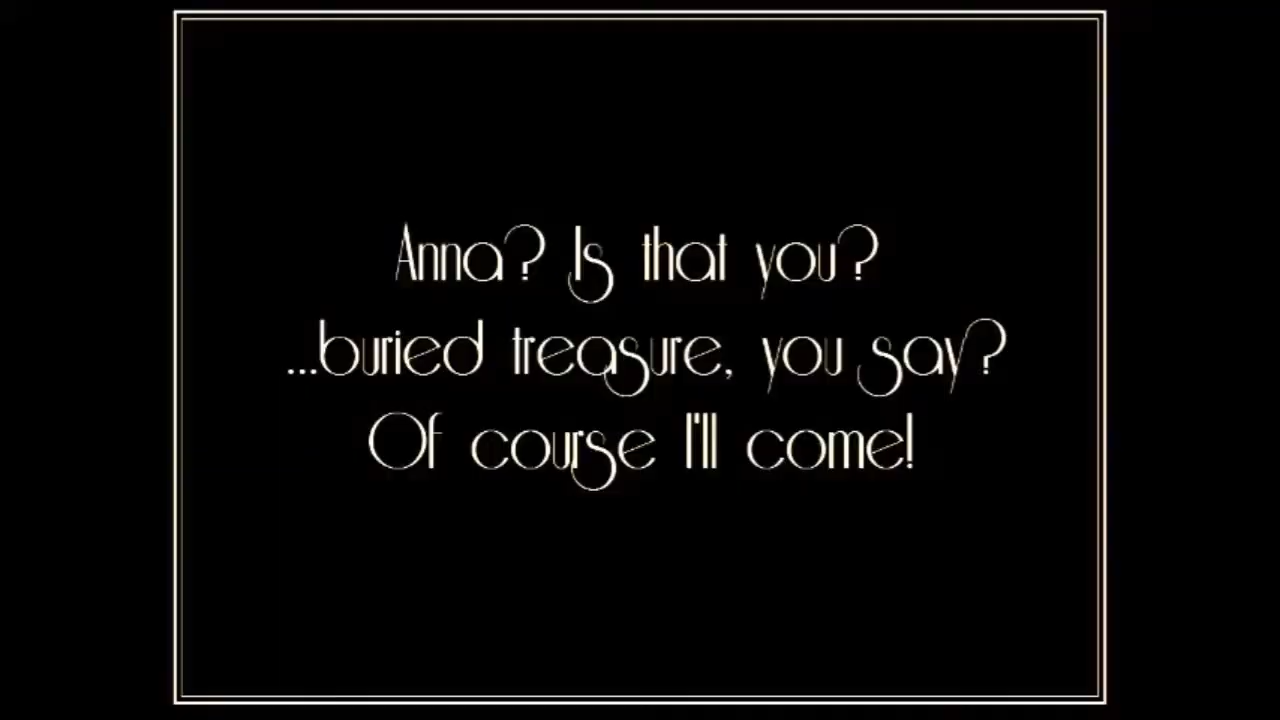 Anna? Is that you?
...buried treasure, you say?
Of course I'll come!